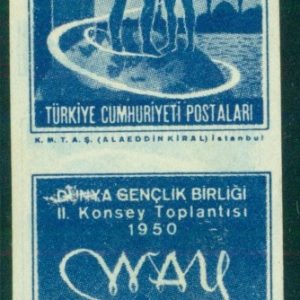 TÜRKİYE CUMHURİYETİ POSTALARI
K. M. T. A. Ş. (ALAEDDİN KIRAL) İstanbul
DÜNYA GENÇLİK BİRLİĞİ
II. Konsey Toplantısı
1950
WAY